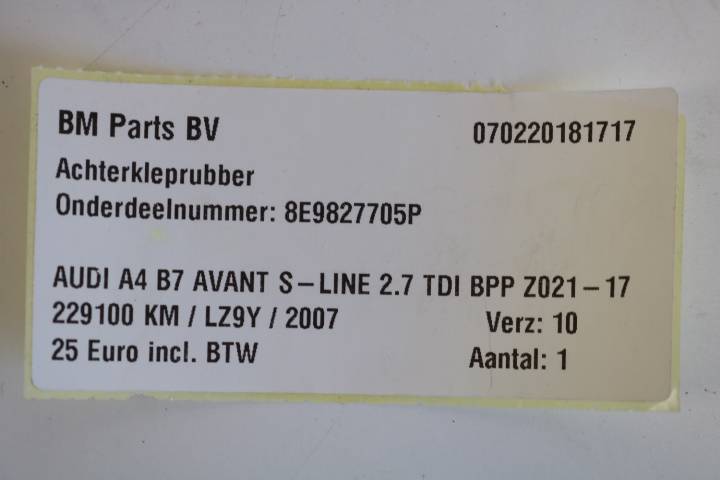 BM Parts BV 070220181717
Achterkleprubber
Onderdeelnummer: 8E9827705P
AUDI A4 B7 AVANT S-LINE 2.7 TDI BPP Z021-17
229100 KM / LZ9Y / 2007 Verz: 10
25 Euro incl. BTW Aantal: 1